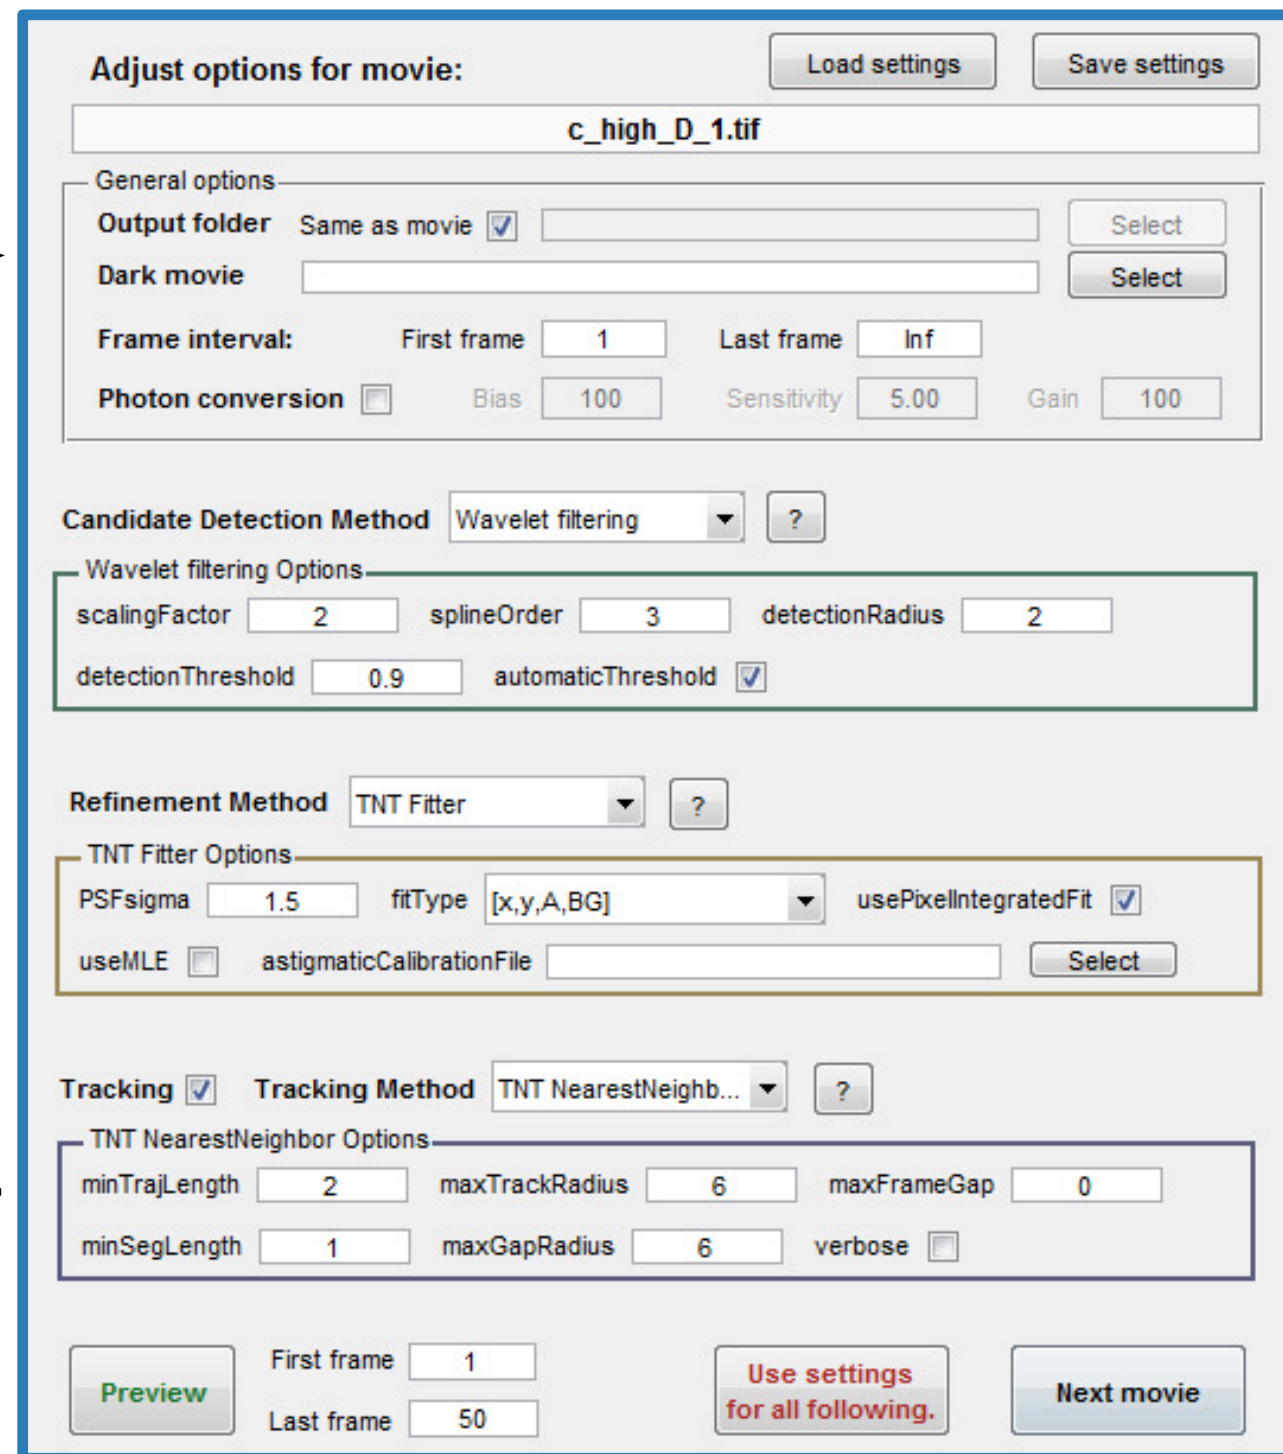 Adjust options for movie: Load settings Save settings
c_high_D_1.tif
General options
Output folder Same as movie Select
Dark movie Select
Frame interval: First frame 1 Last frame Inf
Photon conversion Bias 100 Sensitivity 5.00 Gain 100
Candidate Detection Method Wavelet filtering ?
Wavelet filtering Options
scalingFactor 2 splineOrder 3 detectionRadius 2
detectionThreshold 0.9 automaticThreshold
Refinement Method TNT Fitter ?
TNT Fitter Options
PSFsigma 1.5 fitType [x,y,A,BG] usePixelIntegratedFit
useMLE astigmaticCalibrationFile Select
Tracking Tracking Method TNT NearestNeighb... ?
TNT NearestNeighbor Options
minTrajLength 2 maxTrackRadius 6 maxFrameGap 0
minSegLength 1 maxGapRadius 6 verbose
Preview First frame 1 Use settings for all following. Next movie
Last frame 50